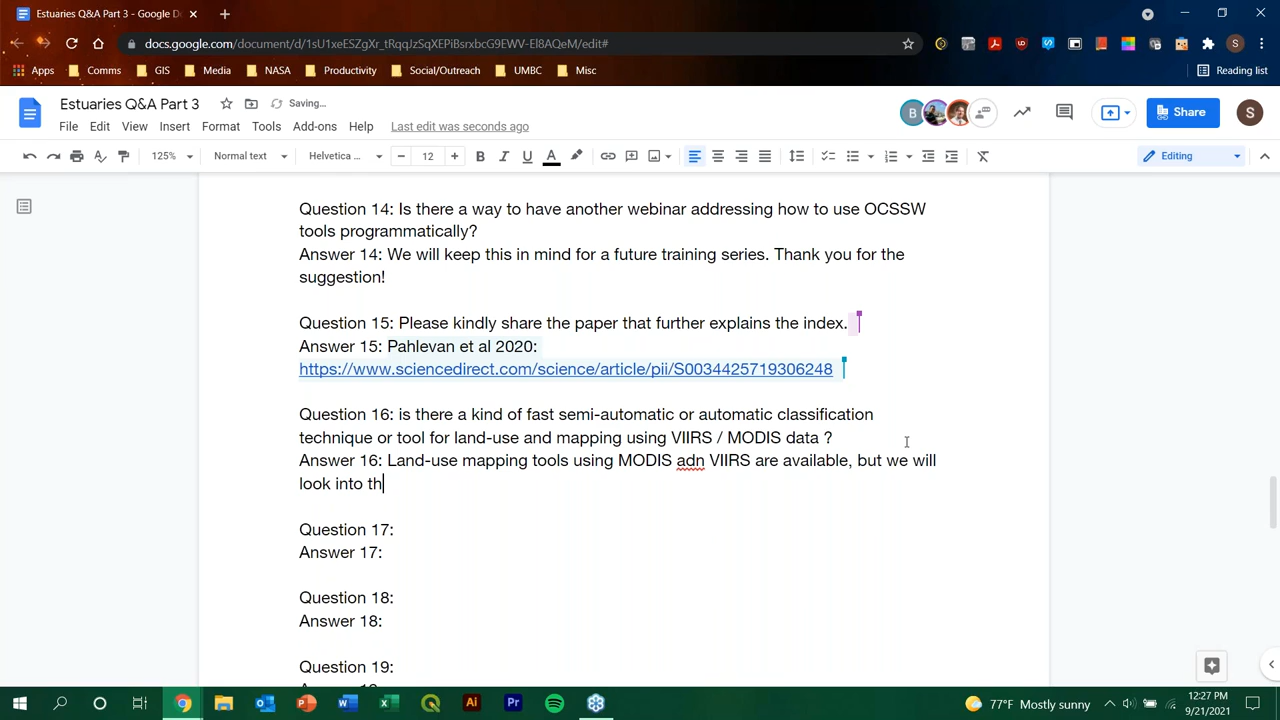 Estuaries Q&A Part 3 - Google D
docs.google.com/document/d/1sU1xeESZgXr_tRqqJzSqXEPiBsrxbcG9EWV-El8AQeM/edit#
S
Apps Comms GIS Media NASA Productivity Social/Outreach UMBC Misc Reading list
Estuaries Q&A Part 3 Saving…
B Share S
File Edit View Insert Format Tools Add-ons Help Last edit was seconds ago
125% Normal text Helvetica … 12 B I U A Editing
Question 14: Is there a way to have another webinar addressing how to use OCSSW
tools programmatically?
Answer 14: We will keep this in mind for a future training series. Thank you for the
suggestion!
Question 15: Please kindly share the paper that further explains the index.
Answer 15: Pahlevan et al 2020:
https://www.sciencedirect.com/science/article/pii/S0034425719306248
Question 16: is there a kind of fast semi-automatic or automatic classification
technique or tool for land-use and mapping using VIIRS / MODIS data ?
Answer 16: Land-use mapping tools using MODIS adn VIIRS are available, but we will
look into th
Question 17:
Answer 17:
Question 18:
Answer 18:
Question 19:
Ai Pr 77°F Mostly sunny 12:27 PM
9/21/2021